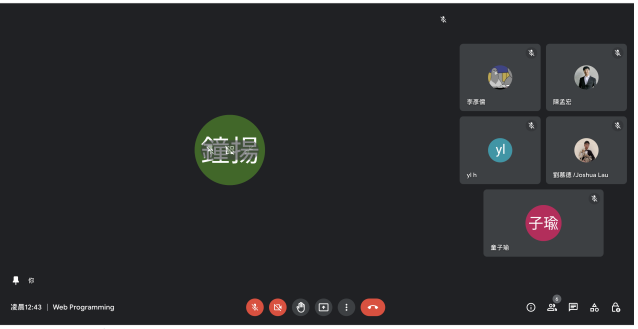 鐘揚
李彥儒
陳孟宏
yl
yl h
劉慕德 /Joshua Lau
子瑜
童子瑜
你
凌晨12:43 | Web Programming
6